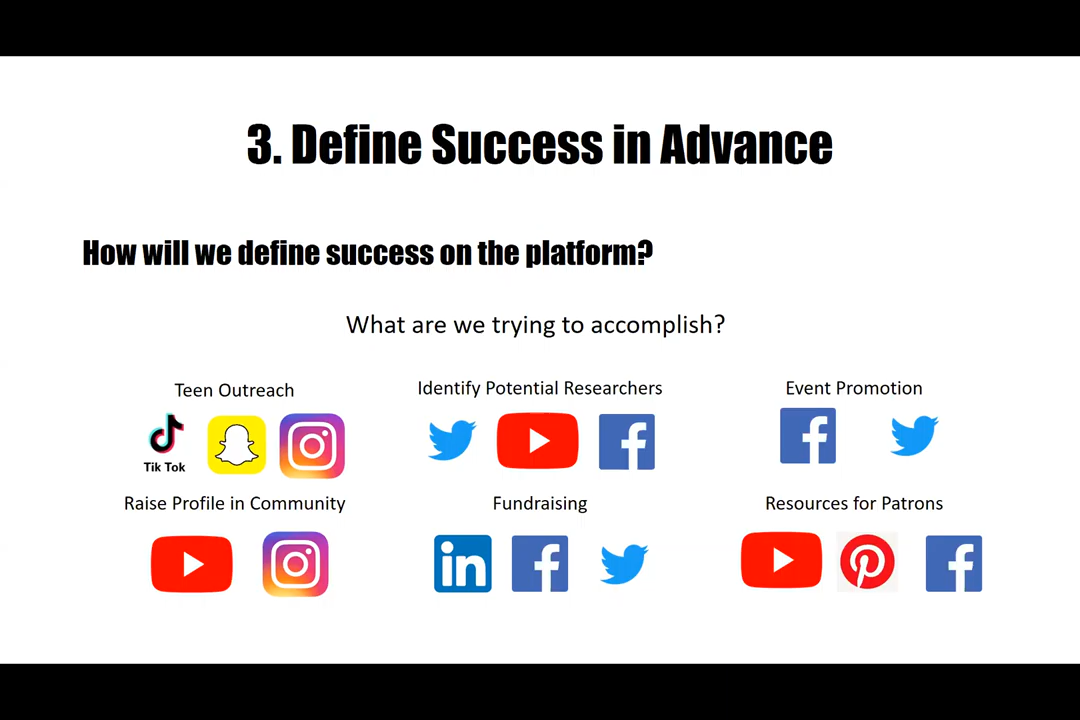 3. Define Success in Advance
How will we define success on the platform?
What are we trying to accomplish?
Teen Outreach
Identify Potential Researchers
Event Promotion
Tik Tok
Raise Profile in Community
Fundraising
Resources for Patrons
in